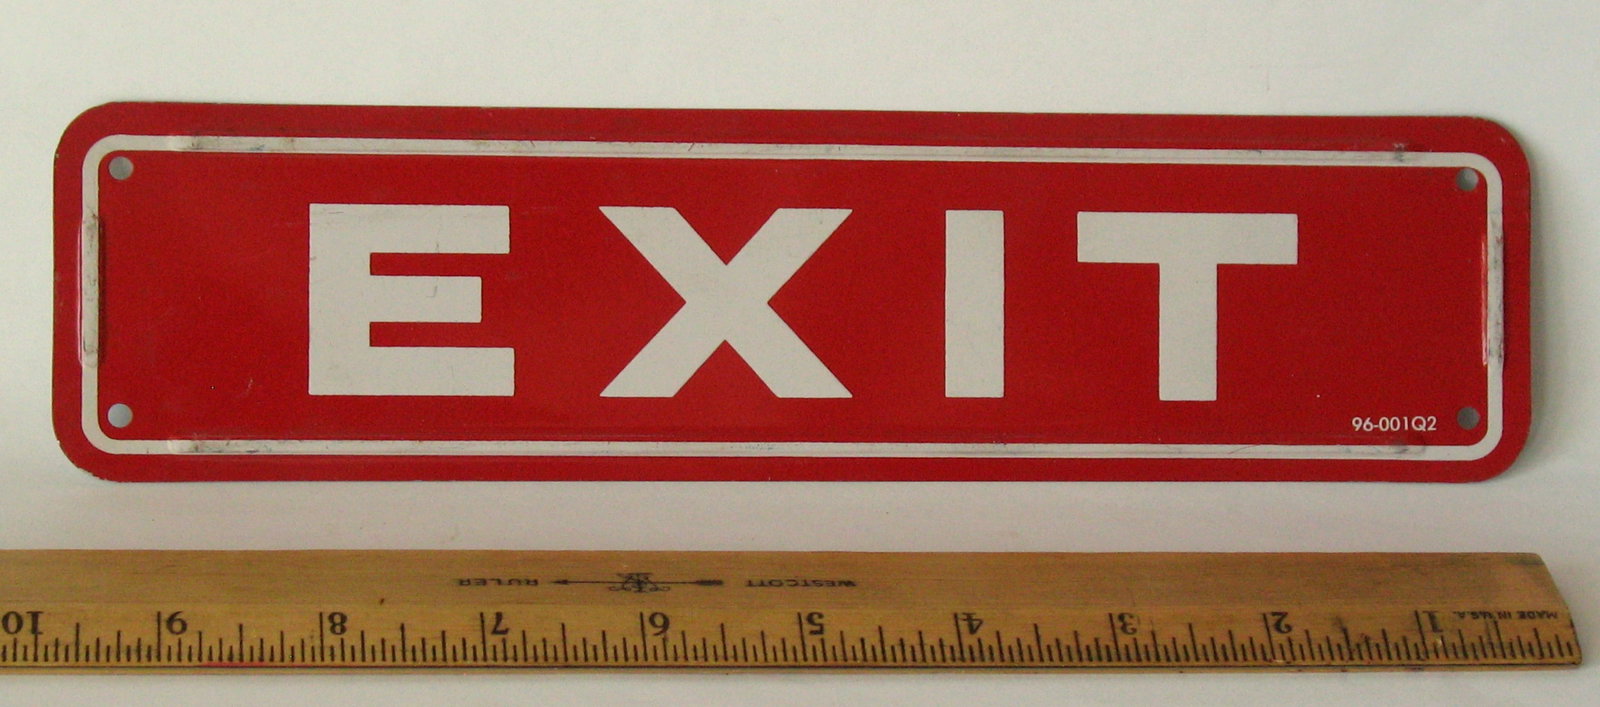 EXIT
96-001Q2
WESTCOTT RULER
MADE IN U.S.A.
1 2 3 4 5 6 7 8 9 10